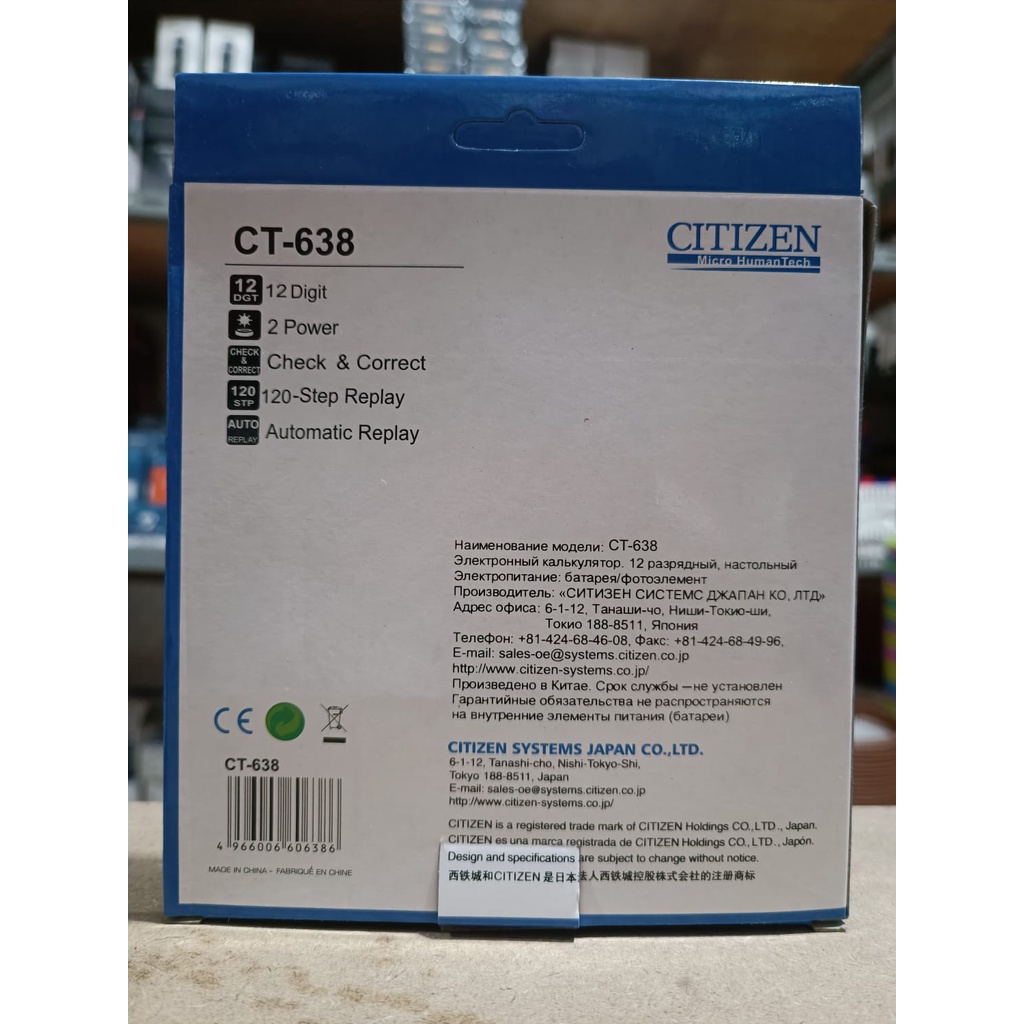 CT-638
CITIZEN
Micro HumanTech
12 DGT 12 Digit
2 Power
CHECK & CORRECT Check & Correct
120 STP 120-Step Replay
AUTO REPLAY Automatic Replay
Наименование модели: CT-638
Электронный калькулятор. 12 разрядный, настольный
Электропитание: батарея/фотоэлемент
Производитель: «СИТИЗЕН СИСТЕМС ДЖАПАН КО, ЛТД»
Адрес офиса: 6-1-12, Танаши-чо, Ниши-Токио-ши,
Токио 188-8511, Япония
Телефон: +81-424-68-46-08, Факс: +81-424-68-49-96,
E-mail: sales-oe@systems.citizen.co.jp
http://www.citizen-systems.co.jp/
Произведено в Китае. Срок службы —не установлен
Гарантийные обязательства не распространяются
на внутренние элементы питания (батареи)
CE
CITIZEN SYSTEMS JAPAN CO.,LTD.
6-1-12, Tanashi-cho, Nishi-Tokyo-Shi,
Tokyo 188-8511, Japan
E-mail: sales-oe@systems.citizen.co.jp
http://www.citizen-systems.co.jp/
CITIZEN is a registered trade mark of CITIZEN Holdings CO.,LTD., Japan.
CITIZEN es una marca registrada de CITIZEN Holdings CO.,LTD., Japón.
Design and specifications are subject to change without notice.
西铁城和CITIZEN 是日本法人西铁城控股株式会社的注册商标
CT-638
4 966006 606386
MADE IN CHINA - FABRIQUÉ EN CHINE